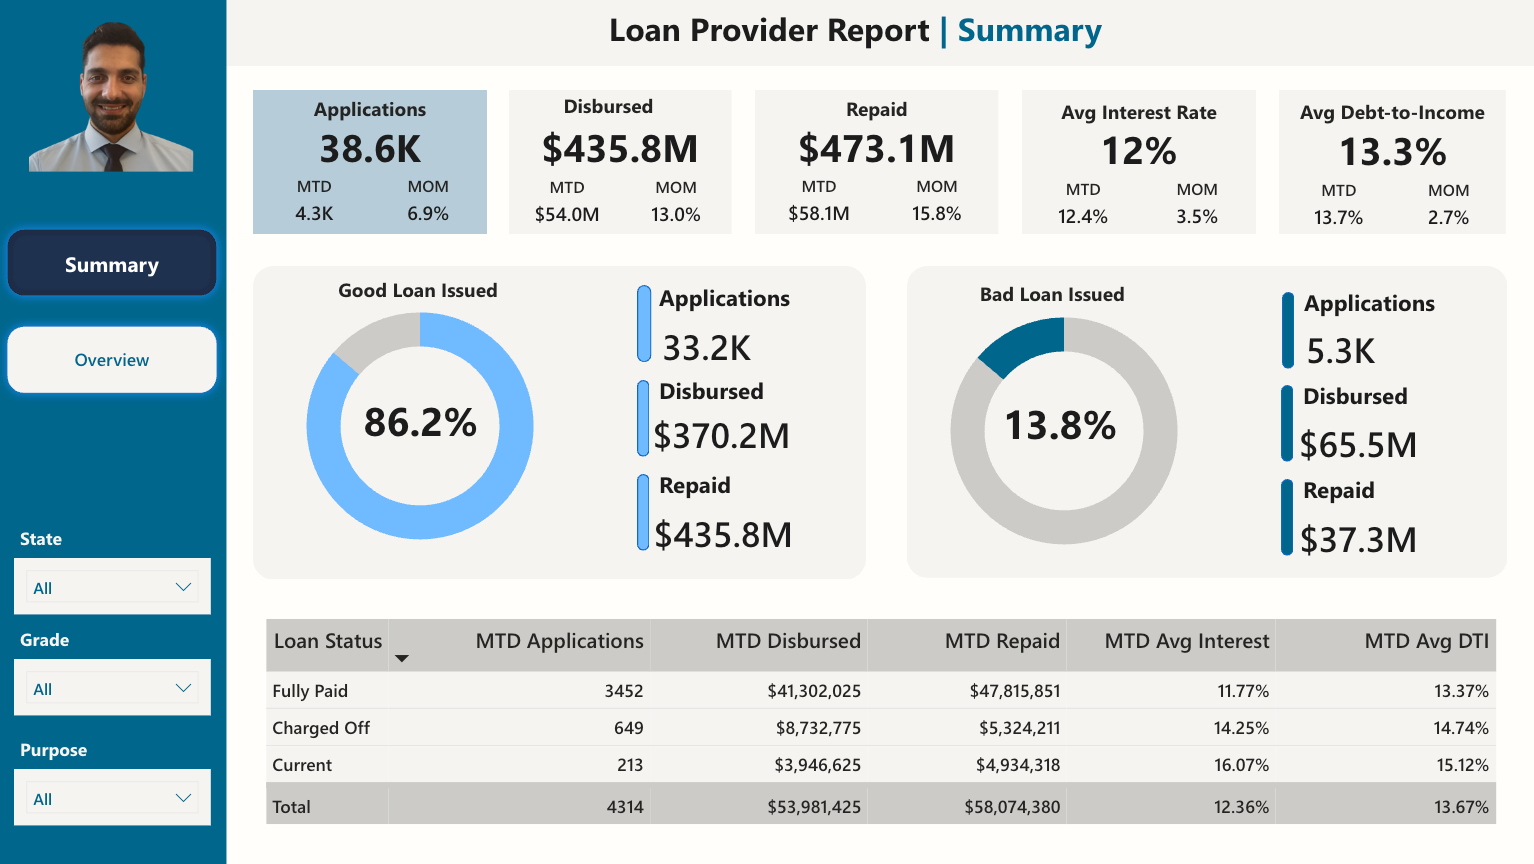 Loan Provider Report | Summary
Applications
38.6K
MTD MOM
4.3K 6.9%
Disbursed
$435.8M
MTD MOM
$54.0M 13.0%
Repaid
$473.1M
MTD MOM
$58.1M 15.8%
Avg Interest Rate
12%
MTD MOM
12.4% 3.5%
Avg Debt-to-Income
13.3%
MTD MOM
13.7% 2.7%
Summary
Overview
State
All
Grade
All
Purpose
All
Good Loan Issued
86.2%
Applications
33.2K
Disbursed
$370.2M
Repaid
$435.8M
Bad Loan Issued
13.8%
Applications
5.3K
Disbursed
$65.5M
Repaid
$37.3M
Loan Status MTD Applications MTD Disbursed MTD Repaid MTD Avg Interest MTD Avg DTI
Fully Paid 3452 $41,302,025 $47,815,851 11.77% 13.37%
Charged Off 649 $8,732,775 $5,324,211 14.25% 14.74%
Current 213 $3,946,625 $4,934,318 16.07% 15.12%
Total 4314 $53,981,425 $58,074,380 12.36% 13.67%